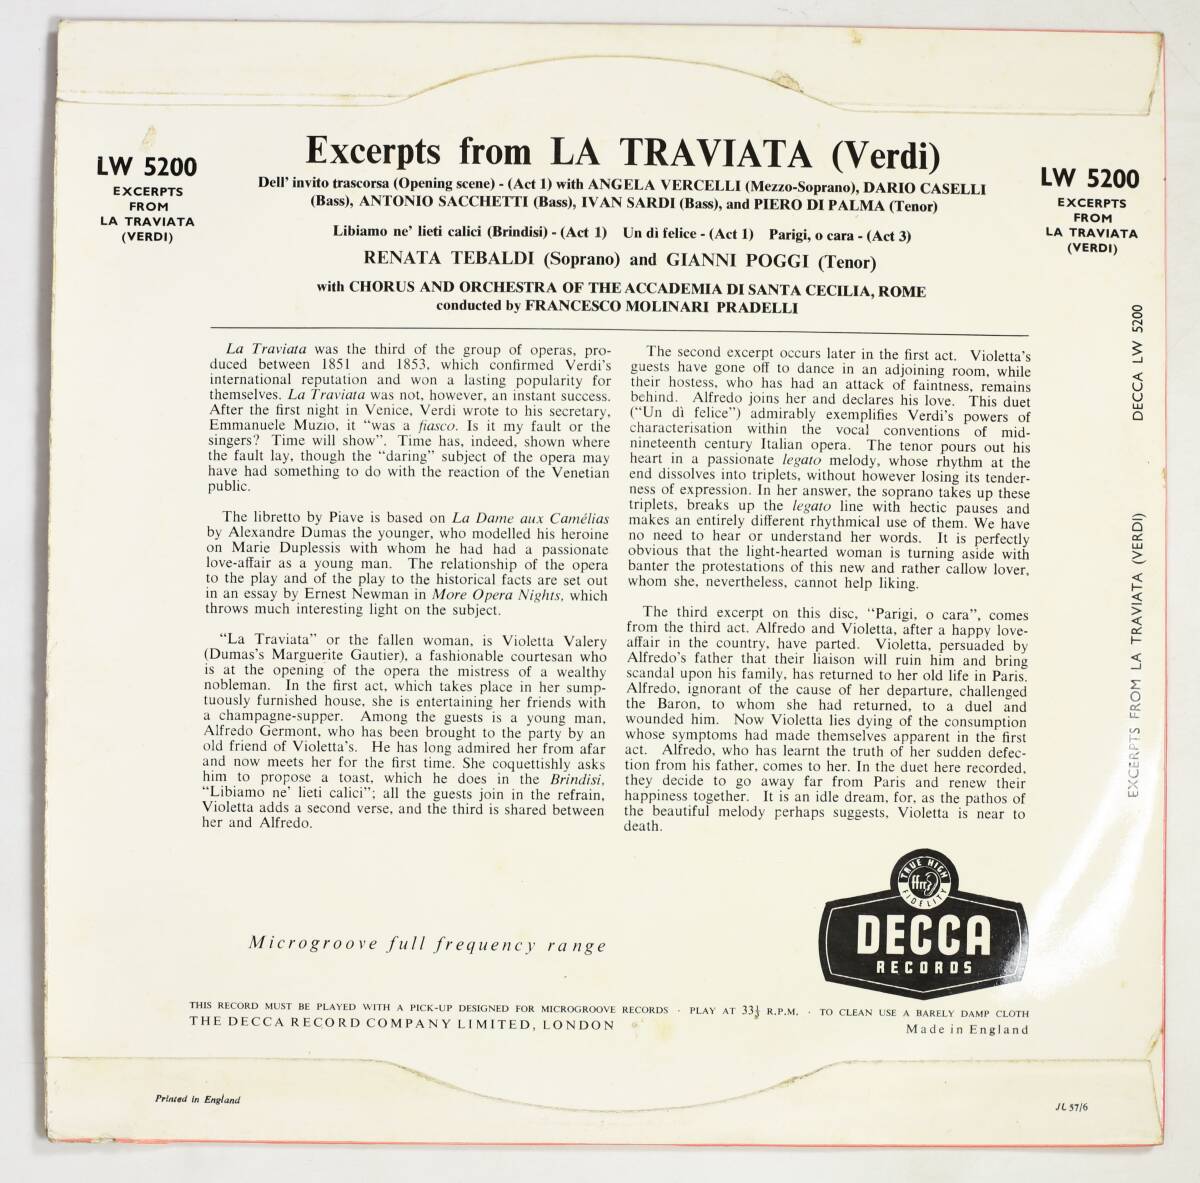 LW 5200
EXCERPTS
FROM
LA TRAVIATA
(VERDI)
Excerpts from LA TRAVIATA (Verdi)
Dell' invito trascorsa (Opening scene) - (Act 1) with ANGELA VERCELLI (Mezzo-Soprano), DARIO CASELLI
(Bass), ANTONIO SACCHETTI (Bass), IVAN SARDI (Bass), and PIERO DI PALMA (Tenor)
Libiamo ne' lieti calici (Brindisi) - (Act 1) Un dì felice - (Act 1) Parigi, o cara - (Act 3)
RENATA TEBALDI (Soprano) and GIANNI POGGI (Tenor)
with CHORUS AND ORCHESTRA OF THE ACCADEMIA DI SANTA CECILIA, ROME
conducted by FRANCESCO MOLINARI PRADELLI
LW 5200
EXCERPTS
FROM
LA TRAVIATA
(VERDI)
La Traviata was the third of the group of operas, pro-
duced between 1851 and 1853, which confirmed Verdi's
international reputation and won a lasting popularity for
themselves. La Traviata was not, however, an instant success.
After the first night in Venice, Verdi wrote to his secretary,
Emmanuele Muzio, it "was a fiasco. Is it my fault or the
singers? Time will show". Time has, indeed, shown where
the fault lay, though the "daring" subject of the opera may
have had something to do with the reaction of the Venetian
public.
The libretto by Piave is based on La Dame aux Camélias
by Alexandre Dumas the younger, who modelled his heroine
on Marie Duplessis with whom he had had a passionate
love-affair as a young man. The relationship of the opera
to the play and of the play to the historical facts are set out
in an essay by Ernest Newman in More Opera Nights, which
throws much interesting light on the subject.
"La Traviata" or the fallen woman, is Violetta Valery
(Dumas's Marguerite Gautier), a fashionable courtesan who
is at the opening of the opera the mistress of a wealthy
nobleman. In the first act, which takes place in her sump-
tuously furnished house, she is entertaining her friends with
a champagne-supper. Among the guests is a young man,
Alfredo Germont, who has been brought to the party by an
old friend of Violetta's. He has long admired her from afar
and now meets her for the first time. She coquettishly asks
him to propose a toast, which he does in the Brindisi,
"Libiamo ne' lieti calici"; all the guests join in the refrain,
Violetta adds a second verse, and the third is shared between
her and Alfredo.
The second excerpt occurs later in the first act. Violetta's
guests have gone off to dance in an adjoining room, while
their hostess, who has had an attack of faintness, remains
behind. Alfredo joins her and declares his love. This duet
("Un dì felice") admirably exemplifies Verdi's powers of
characterisation within the vocal conventions of mid-
nineteenth century Italian opera. The tenor pours out his
heart in a passionate legato melody, whose rhythm at the
end dissolves into triplets, without however losing its tender-
ness of expression. In her answer, the soprano takes up these
triplets, breaks up the legato line with hectic pauses and
makes an entirely different rhythmical use of them. We have
no need to hear or understand her words. It is perfectly
obvious that the light-hearted woman is turning aside with
banter the protestations of this new and rather callow lover,
whom she, nevertheless, cannot help liking.
The third excerpt on this disc, "Parigi, o cara", comes
from the third act. Alfredo and Violetta, after a happy love-
affair in the country, have parted. Violetta, persuaded by
Alfredo's father that their liaison will ruin him and bring
scandal upon his family, has returned to her old life in Paris.
Alfredo, ignorant of the cause of her departure, challenged
the Baron, to whom she had returned, to a duel and
wounded him. Now Violetta lies dying of the consumption
whose symptoms had made themselves apparent in the first
act. Alfredo, who has learnt the truth of her sudden defec-
tion from his father, comes to her. In the duet here recorded,
they decide to go away far from Paris and renew their
happiness together. It is an idle dream, for, as the pathos of
the beautiful melody perhaps suggests, Violetta is near to
death.
EXCERPTS FROM LA TRAVIATA (VERDI) DECCA LW 5200
Microgroove full frequency range
TRUE HIGH
ffrr
FIDELITY
DECCA
RECORDS
THIS RECORD MUST BE PLAYED WITH A PICK-UP DESIGNED FOR MICROGROOVE RECORDS · PLAY AT 33⅓ R.P.M. · TO CLEAN USE A BARELY DAMP CLOTH
THE DECCA RECORD COMPANY LIMITED, LONDON
Made in England
Printed in England
JL 57/6